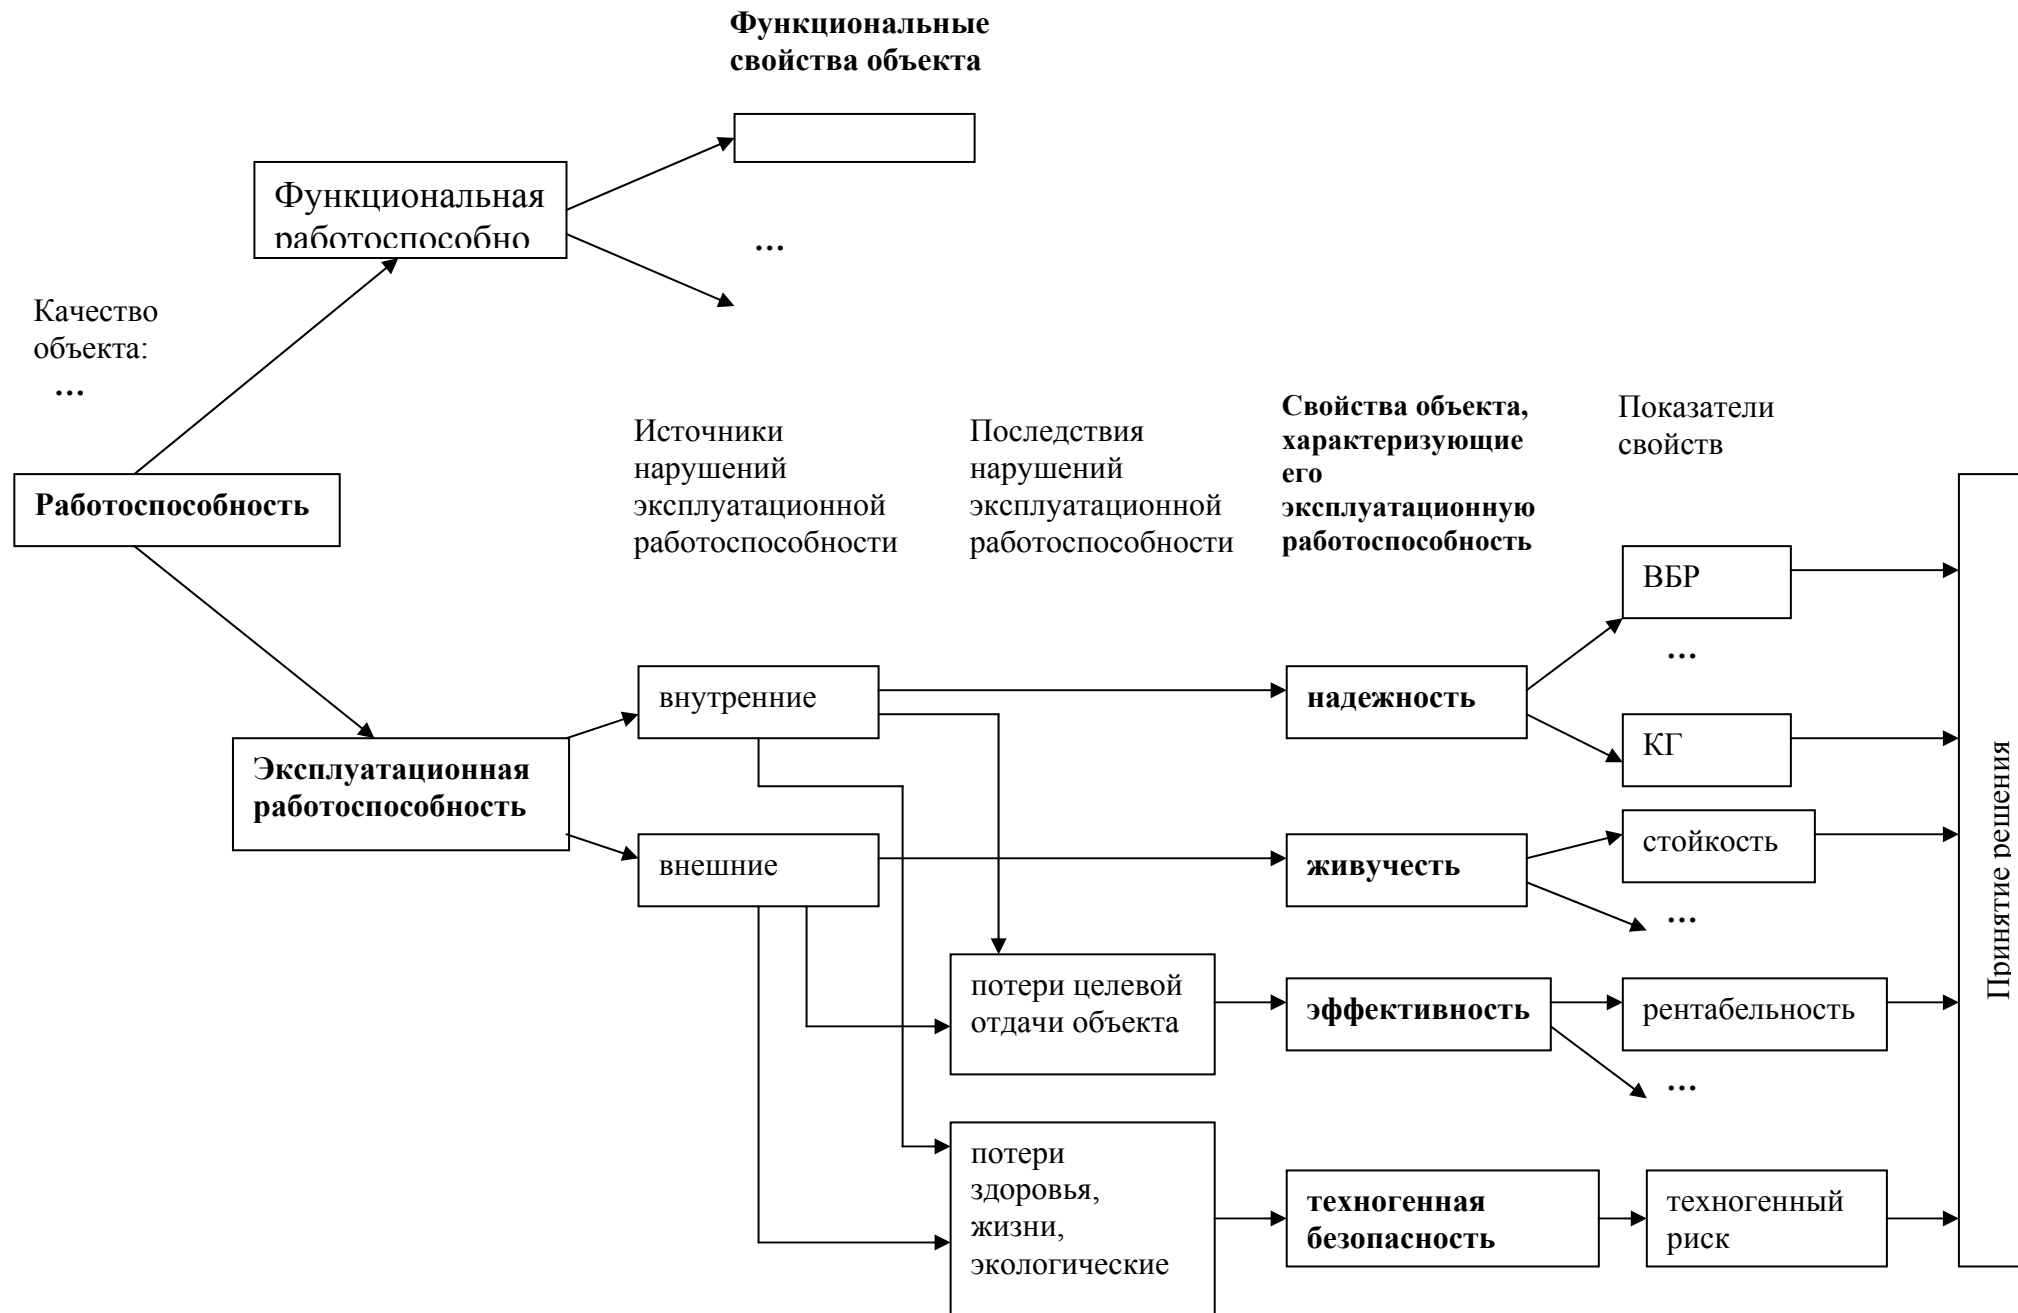 Функциональные
свойства объекта
Функциональная
работоспособно
...
Качество
объекта:
...
Работоспособность
Источники
нарушений
эксплуатационной
работоспособности
Последствия
нарушений
эксплуатационной
работоспособности
Свойства объекта,
характеризующие
его
эксплуатационную
работоспособность
Показатели
свойств
ВБР
...
внутренние
надежность
КГ
Эксплуатационная
работоспособность
внешние
живучесть
стойкость
...
потери целевой
отдачи объекта
эффективность
рентабельность
...
потери
здоровья,
жизни,
экологические
техногенная
безопасность
техногенный
риск
Принятие решения